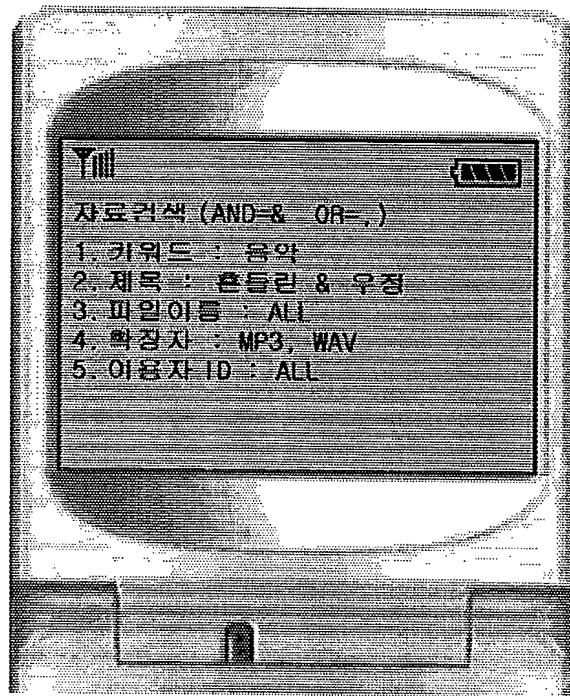 자료검색 (AND=& OR=,)
1. 키워드 : 음악
2. 제목 : 흔들린 & 우정
3. 파일이름 : ALL
4. 확장자 : MP3, WAV
5. 이용자 ID : ALL